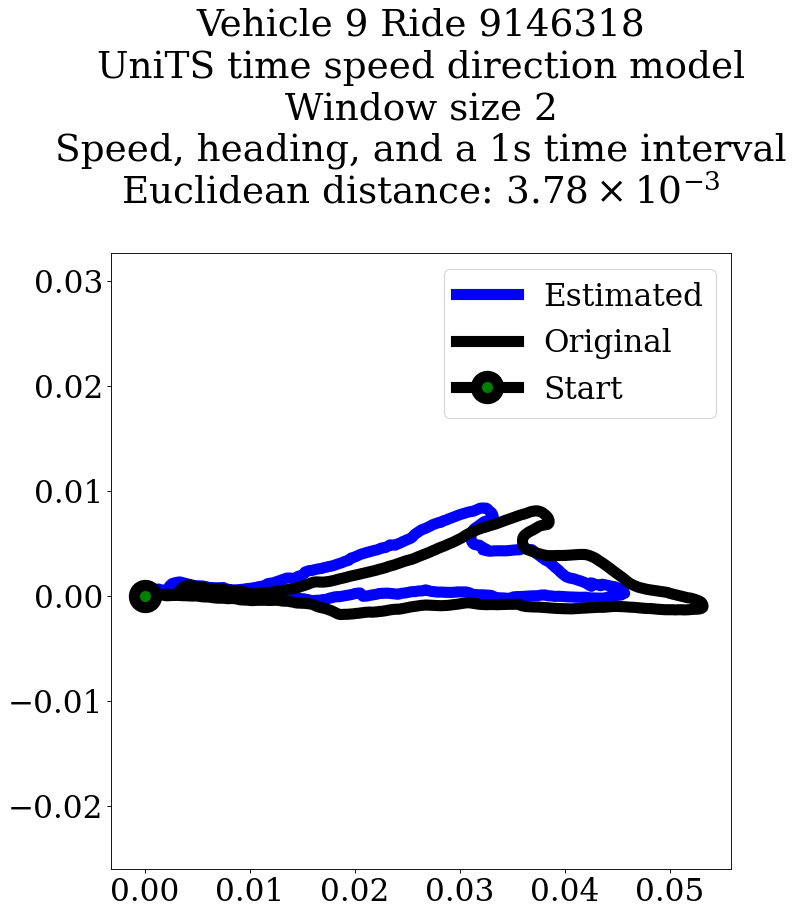 Vehicle 9 Ride 9146318
UniTS time speed direction model
Window size 2
Speed, heading, and a 1s time interval
Euclidean distance: 3.78 × 10⁻³
0.03
0.02
0.01
0.00
−0.01
−0.02
Estimated
Original
Start
0.00 0.01 0.02 0.03 0.04 0.05